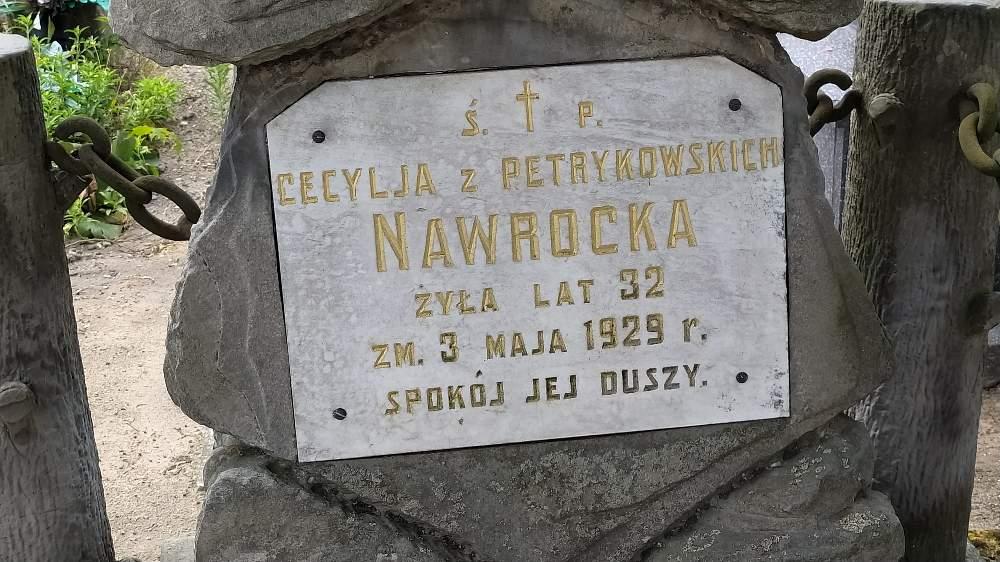 Ś. † P.
CECYLJA z PETRYKOWSKICH
NAWROCKA
ŻYŁA LAT 32
ZM. 3 MAJA 1929 r.
SPOKÓJ JEJ DUSZY.